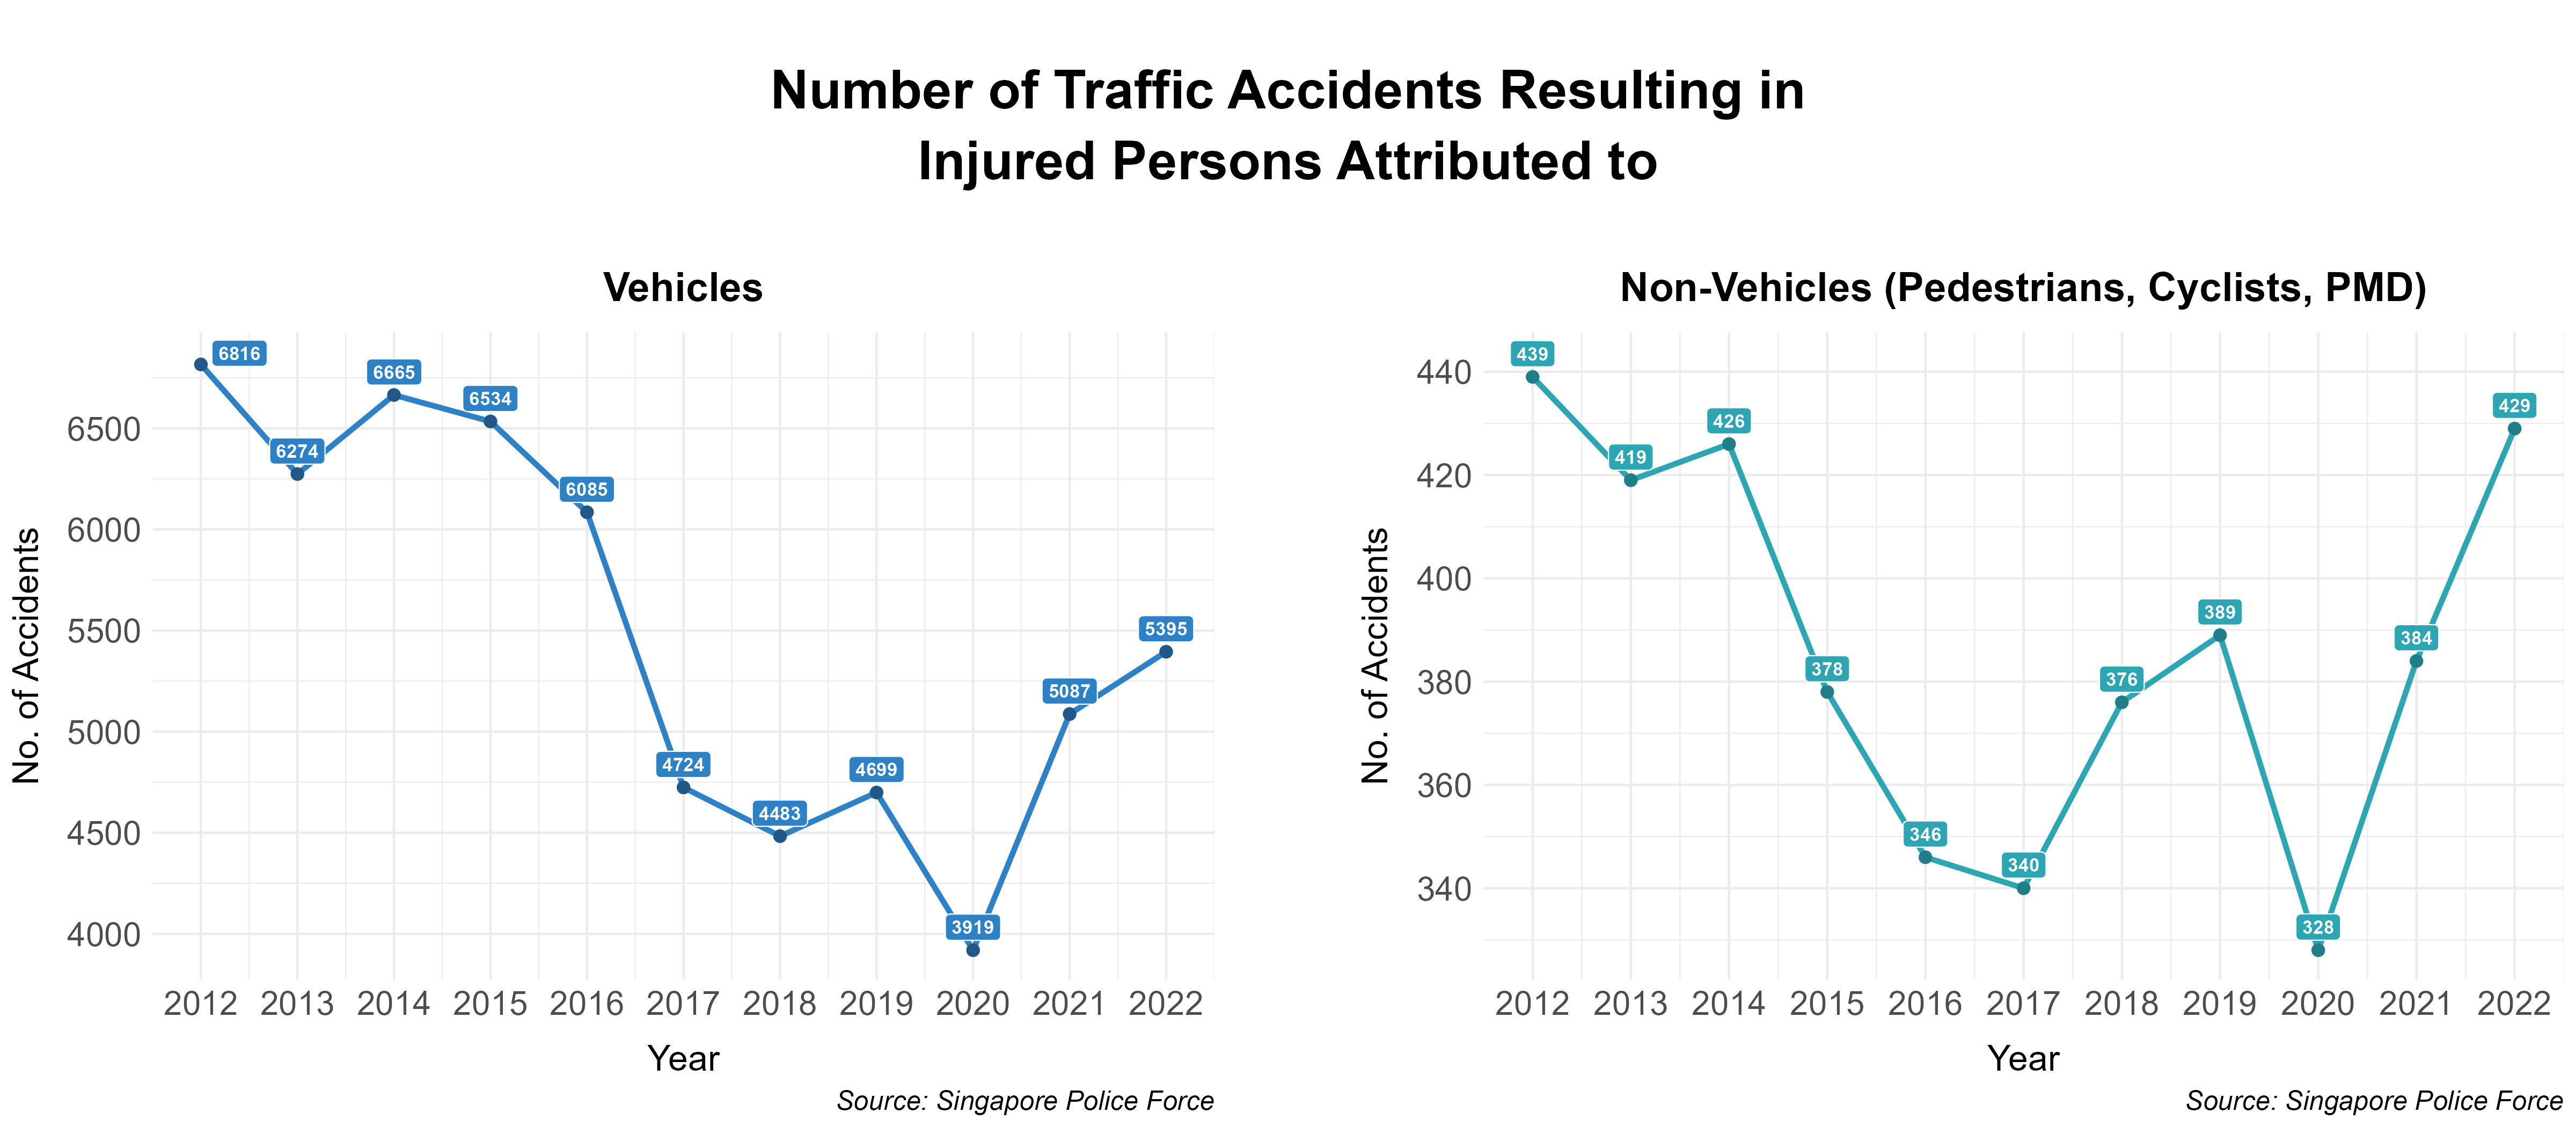 Number of Traffic Accidents Resulting in
Injured Persons Attributed to
Vehicles
No. of Accidents
6500
6000
5500
5000
4500
4000
6816
6274
6665
6534
6085
4724
4483
4699
3919
5087
5395
2012 2013 2014 2015 2016 2017 2018 2019 2020 2021 2022
Year
Source: Singapore Police Force
Non-Vehicles (Pedestrians, Cyclists, PMD)
No. of Accidents
440
420
400
380
360
340
439
419
426
378
346
340
376
389
328
384
429
2012 2013 2014 2015 2016 2017 2018 2019 2020 2021 2022
Year
Source: Singapore Police Force